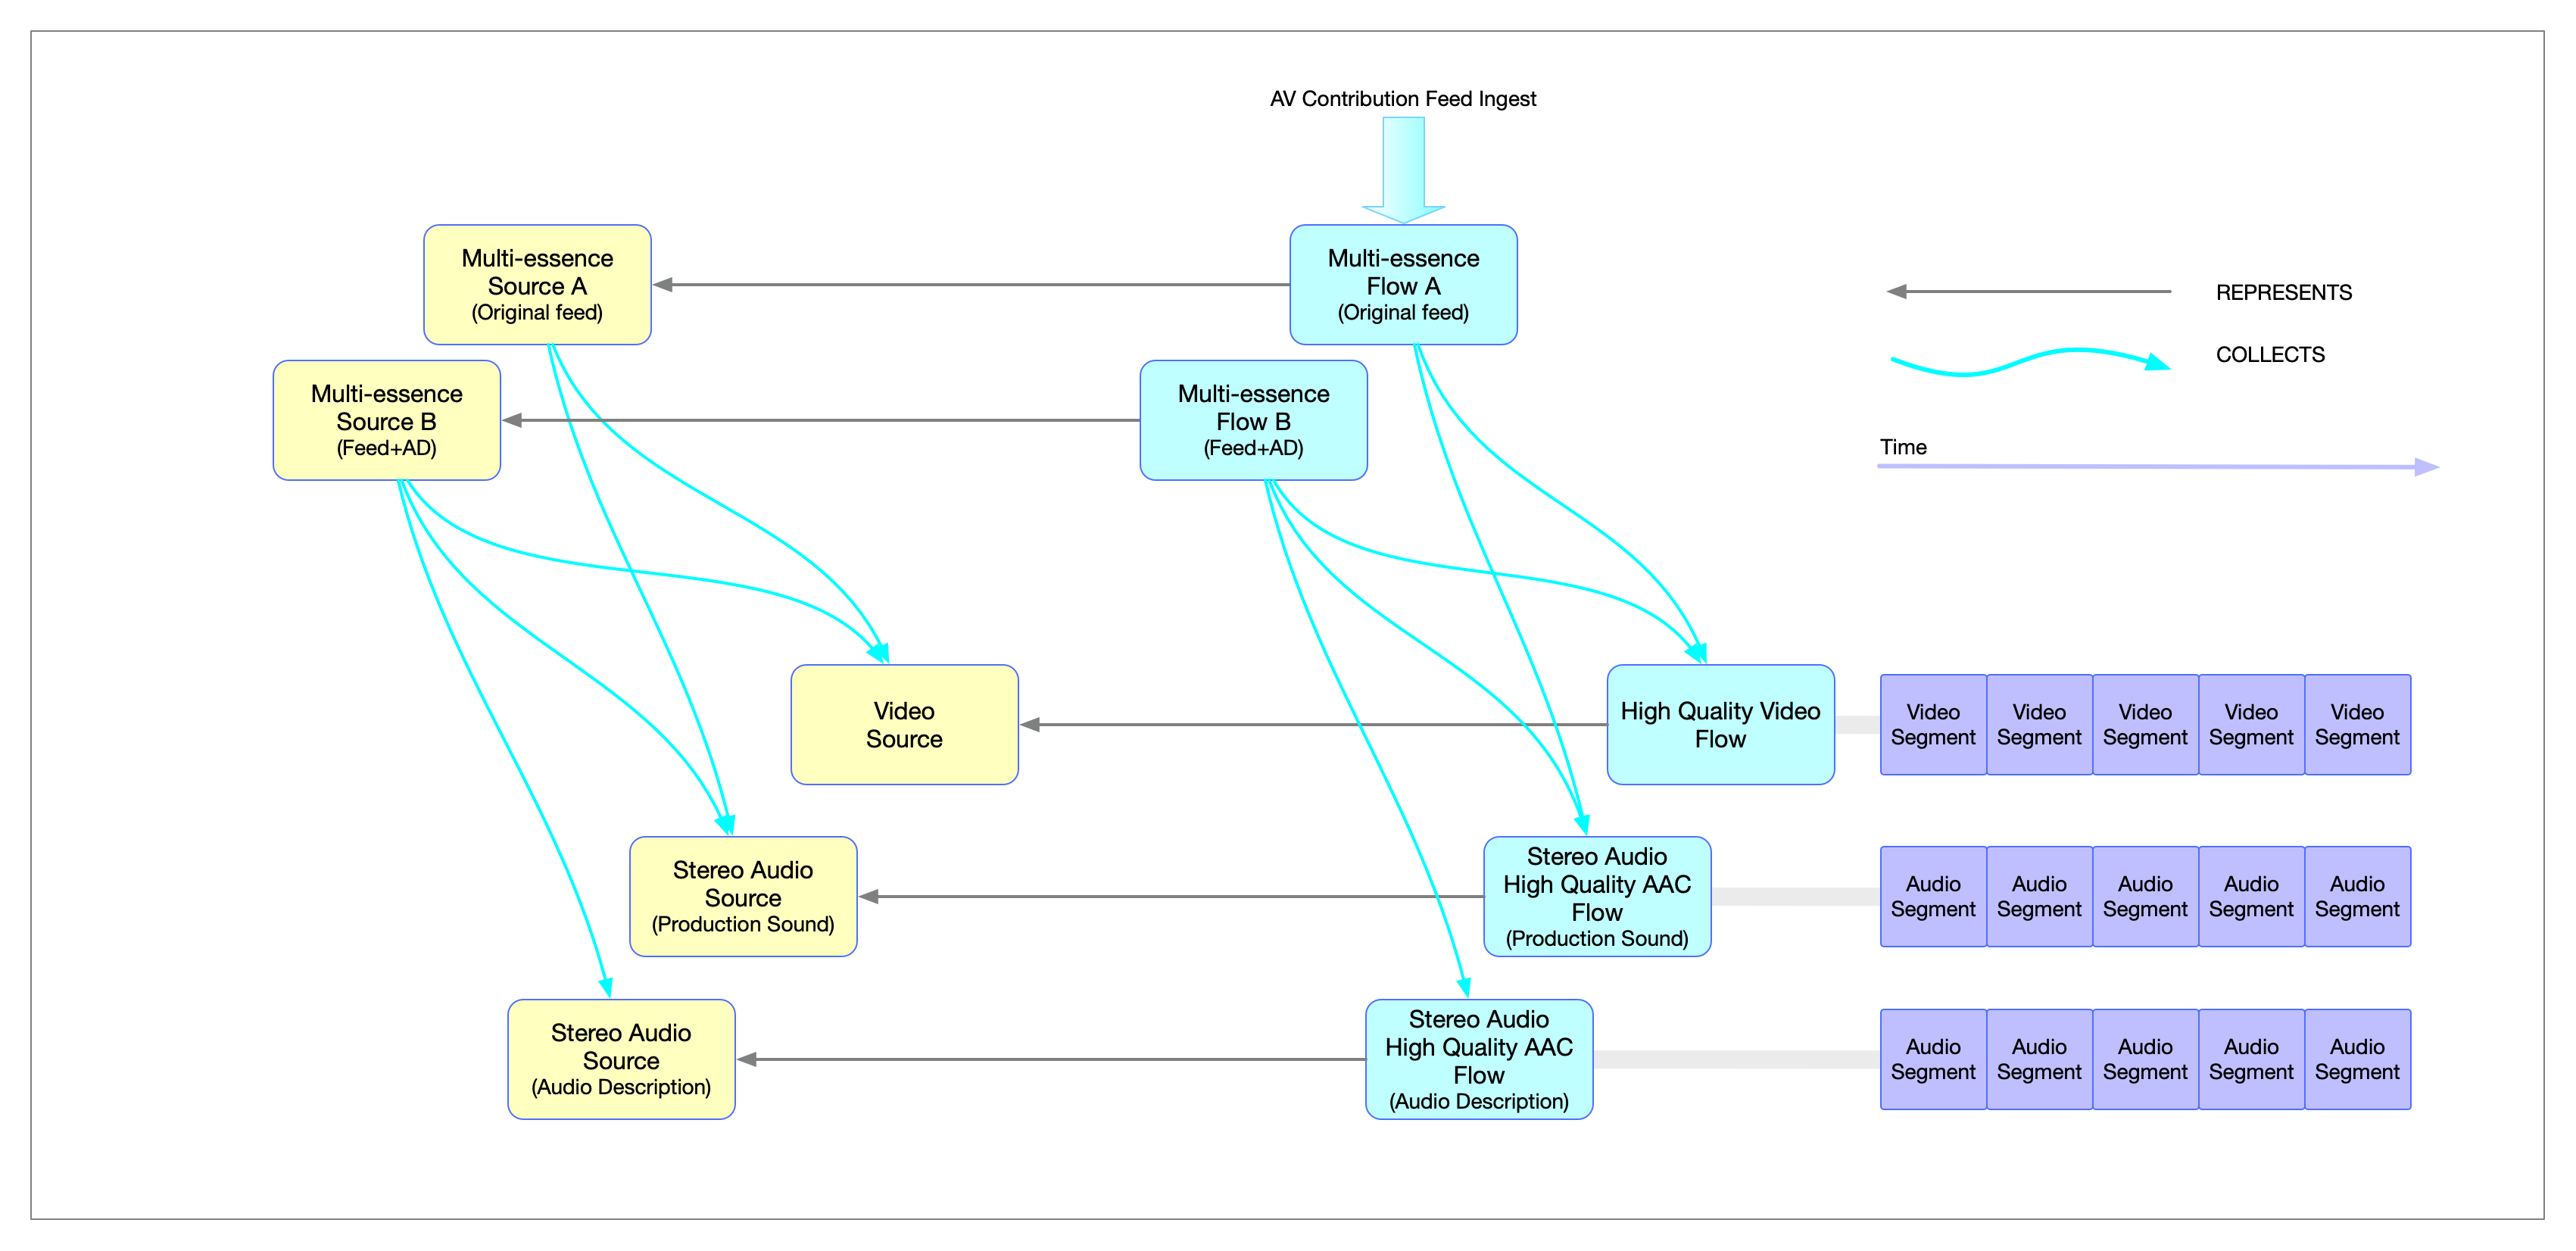 AV Contribution Feed Ingest
Multi-essence
Source A
(Original feed)
Multi-essence
Flow A
(Original feed)
REPRESENTS
COLLECTS
Multi-essence
Source B
(Feed+AD)
Multi-essence
Flow B
(Feed+AD)
Time
Video
Source
High Quality Video
Flow
Video
Segment
Video
Segment
Video
Segment
Video
Segment
Video
Segment
Stereo Audio
Source
(Production Sound)
Stereo Audio
High Quality AAC
Flow
(Production Sound)
Audio
Segment
Audio
Segment
Audio
Segment
Audio
Segment
Audio
Segment
Stereo Audio
Source
(Audio Description)
Stereo Audio
High Quality AAC
Flow
(Audio Description)
Audio
Segment
Audio
Segment
Audio
Segment
Audio
Segment
Audio
Segment